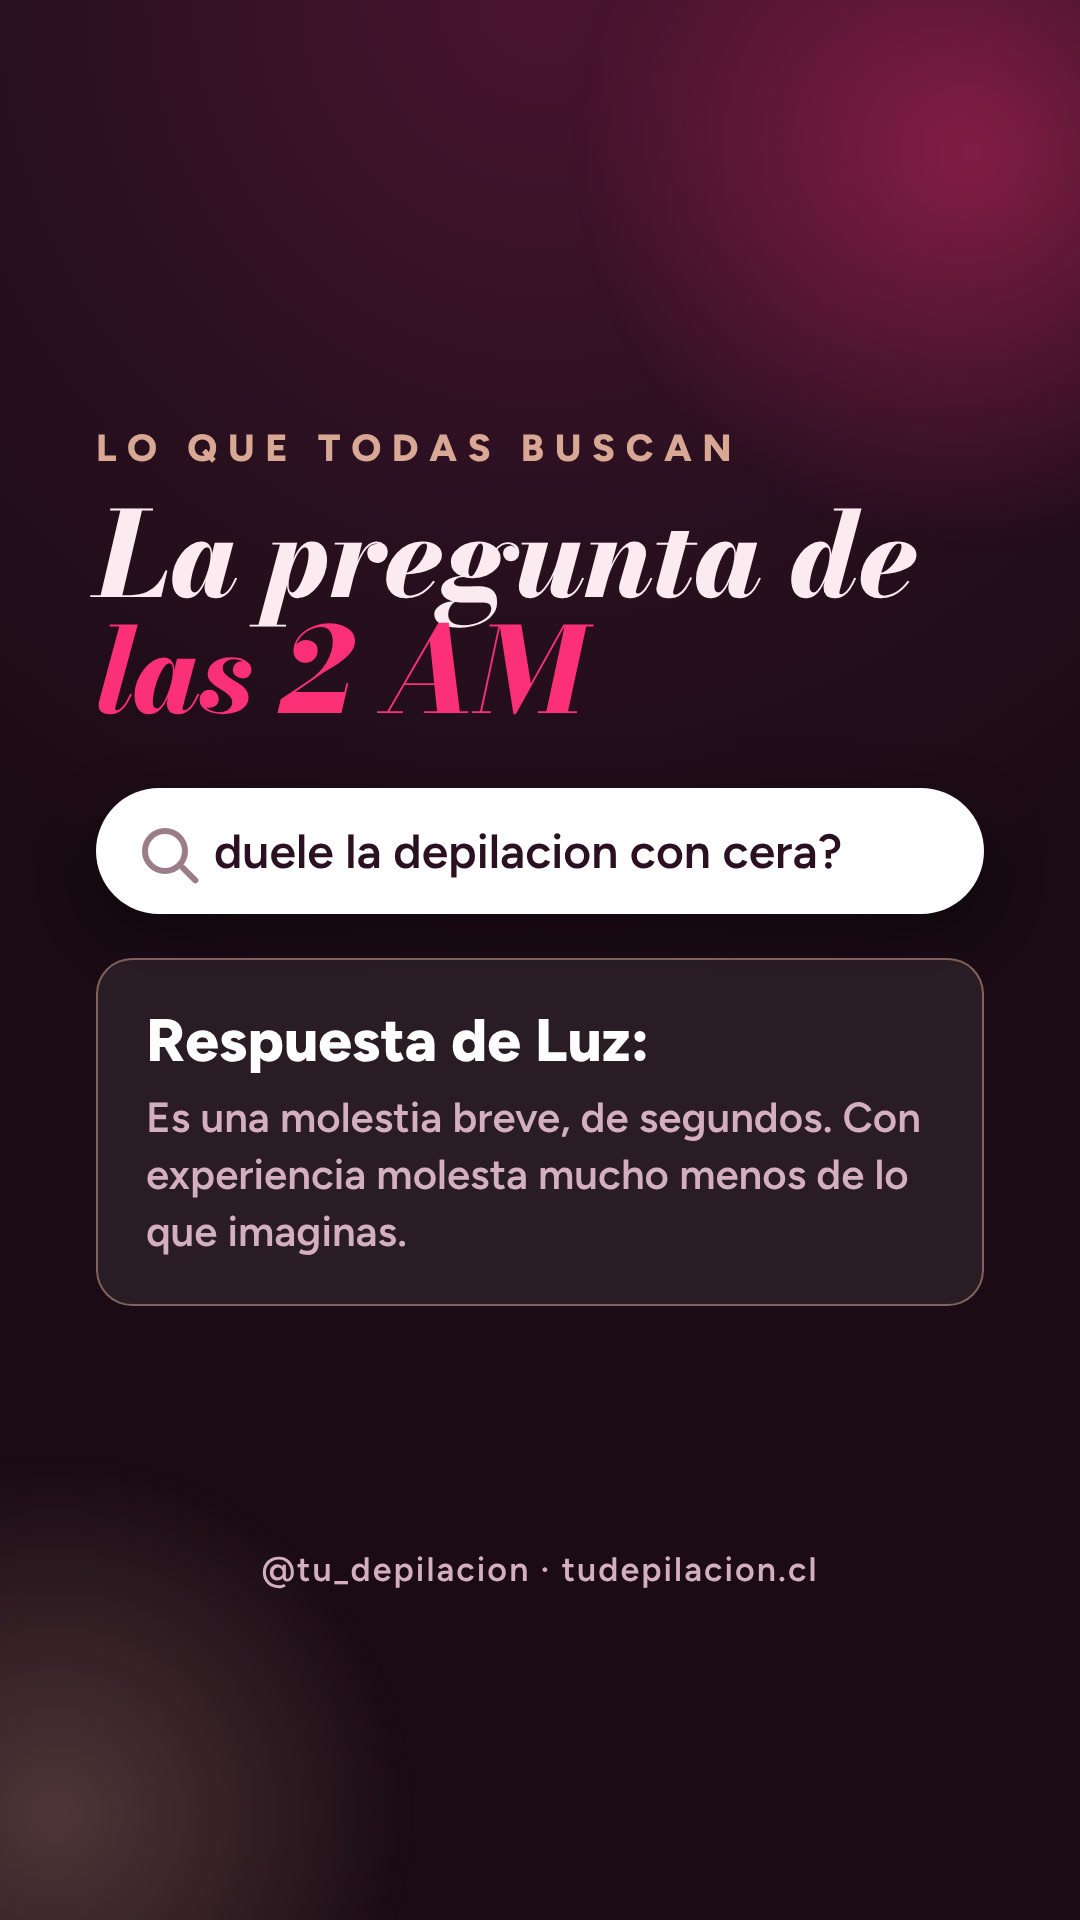 LO QUE TODAS BUSCAN
La pregunta de
las 2 AM
duele la depilacion con cera?
Respuesta de Luz:
Es una molestia breve, de segundos. Con
experiencia molesta mucho menos de lo
que imaginas.
@tu_depilacion · tudepilacion.cl